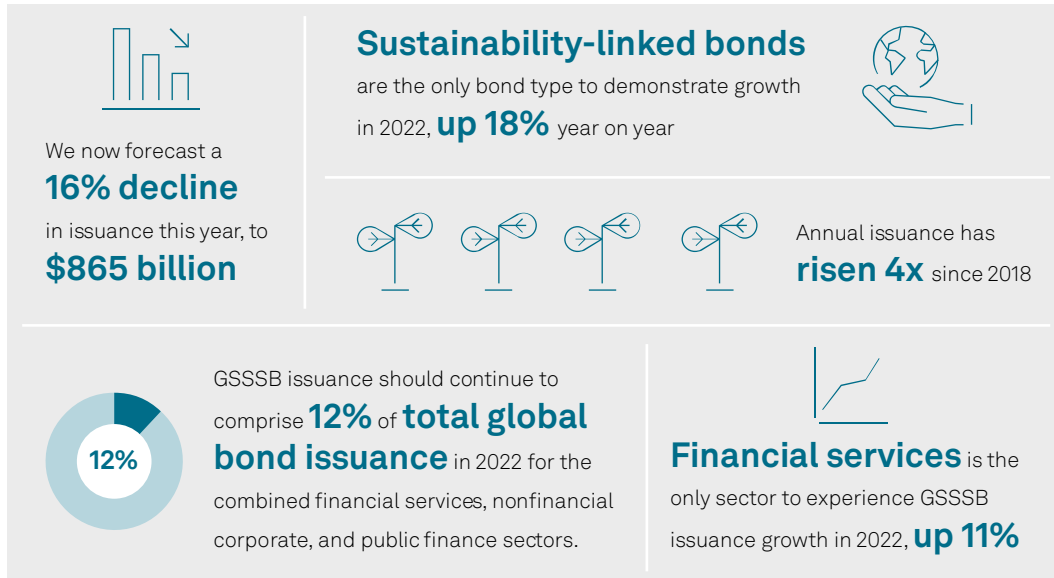 We now forecast a
16% decline
in issuance this year, to
$865 billion
Sustainability-linked bonds
are the only bond type to demonstrate growth
in 2022, up 18% year on year
Annual issuance has
risen 4x since 2018
12%
GSSSB issuance should continue to
comprise 12% of total global
bond issuance in 2022 for the
combined financial services, nonfinancial
corporate, and public finance sectors.
Financial services is the
only sector to experience GSSSB
issuance growth in 2022, up 11%